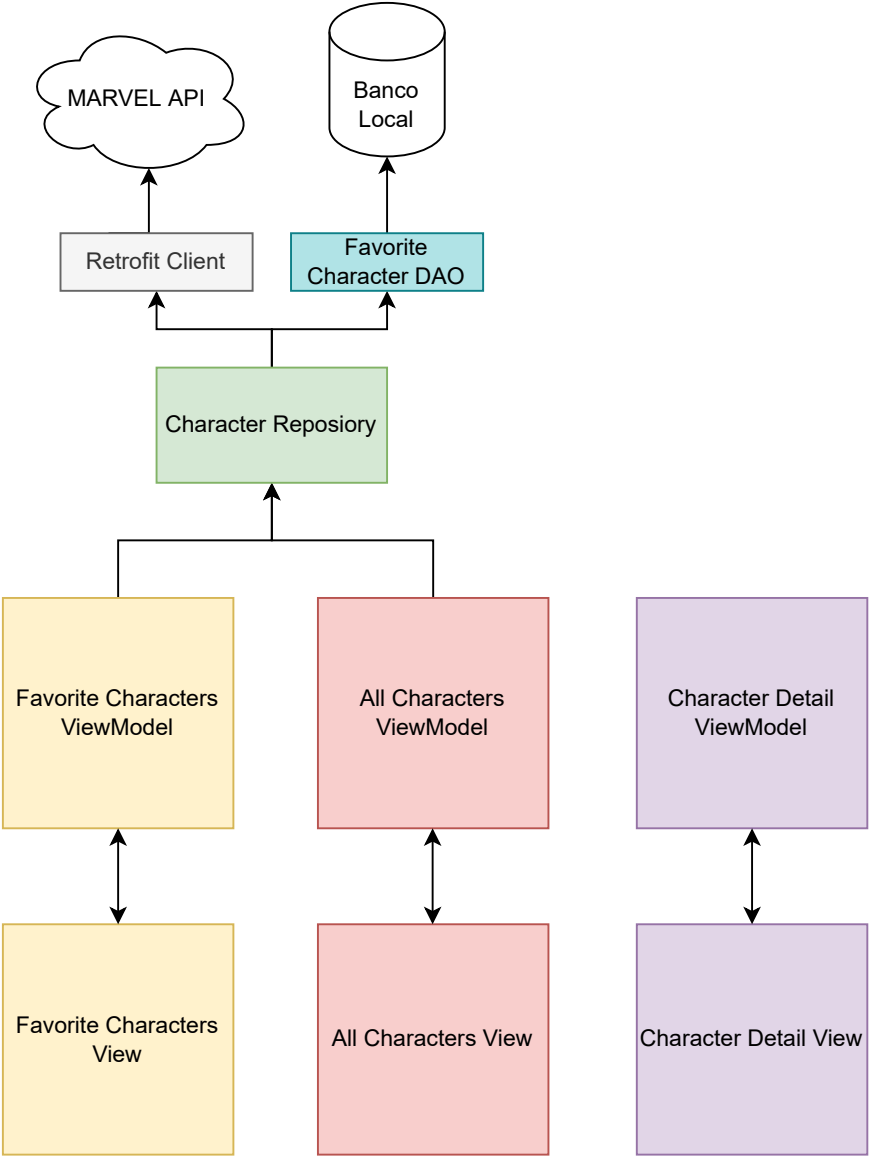 MARVEL API
Banco
Local
Retrofit Client
Favorite
Character DAO
Character Reposiory
Favorite Characters
ViewModel
All Characters
ViewModel
Character Detail
ViewModel
Favorite Characters
View
All Characters View
Character Detail View